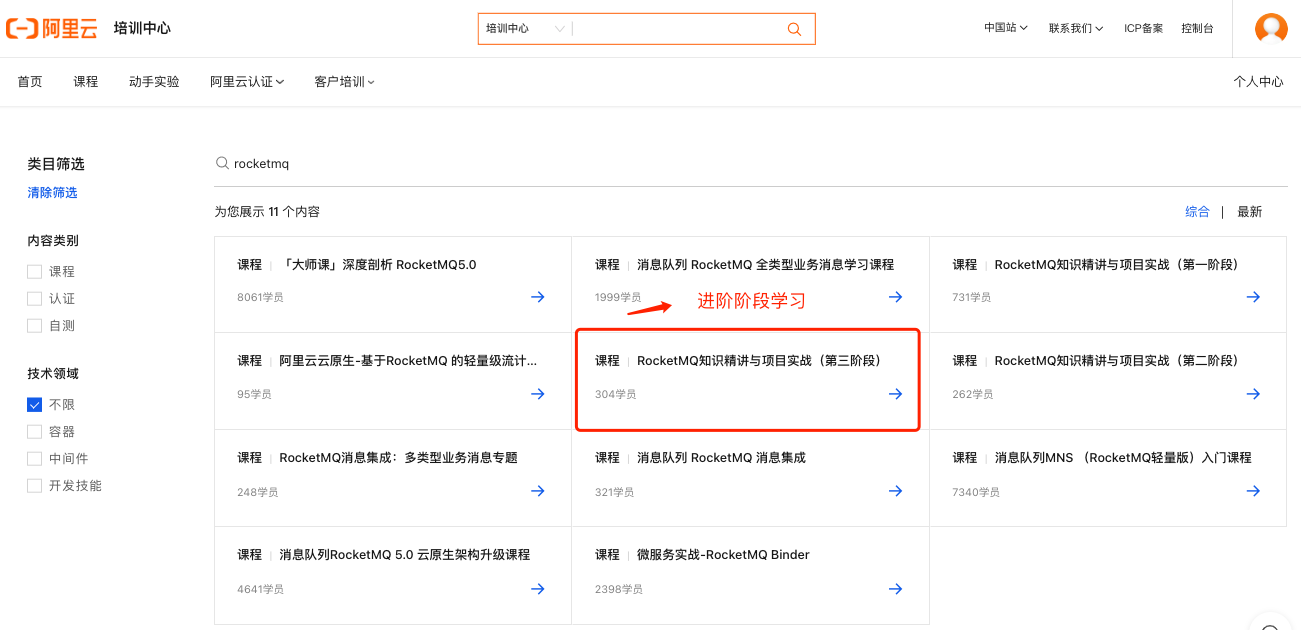 阿里云 培训中心 培训中心 中国站 联系我们 ICP备案 控制台
首页 课程 动手实验 阿里云认证 客户培训 个人中心
类目筛选
清除筛选
内容类别
课程
认证
自测
技术领域
不限
容器
中间件
开发技能
rocketmq
为您展示 11 个内容 综合 | 最新
课程 | 「大师课」深度剖析 RocketMQ5.0
8061学员
课程 | 消息队列 RocketMQ 全类型业务消息学习课程
1999学员
进阶阶段学习
课程 | RocketMQ知识精讲与项目实战（第一阶段）
731学员
课程 | 阿里云云原生-基于RocketMQ 的轻量级流计...
95学员
课程 | RocketMQ知识精讲与项目实战（第三阶段）
304学员
课程 | RocketMQ知识精讲与项目实战（第二阶段）
262学员
课程 | RocketMQ消息集成：多类型业务消息专题
248学员
课程 | 消息队列 RocketMQ 消息集成
321学员
课程 | 消息队列MNS （RocketMQ轻量版）入门课程
7340学员
课程 | 消息队列RocketMQ 5.0 云原生架构升级课程
4641学员
课程 | 微服务实战-RocketMQ Binder
2398学员